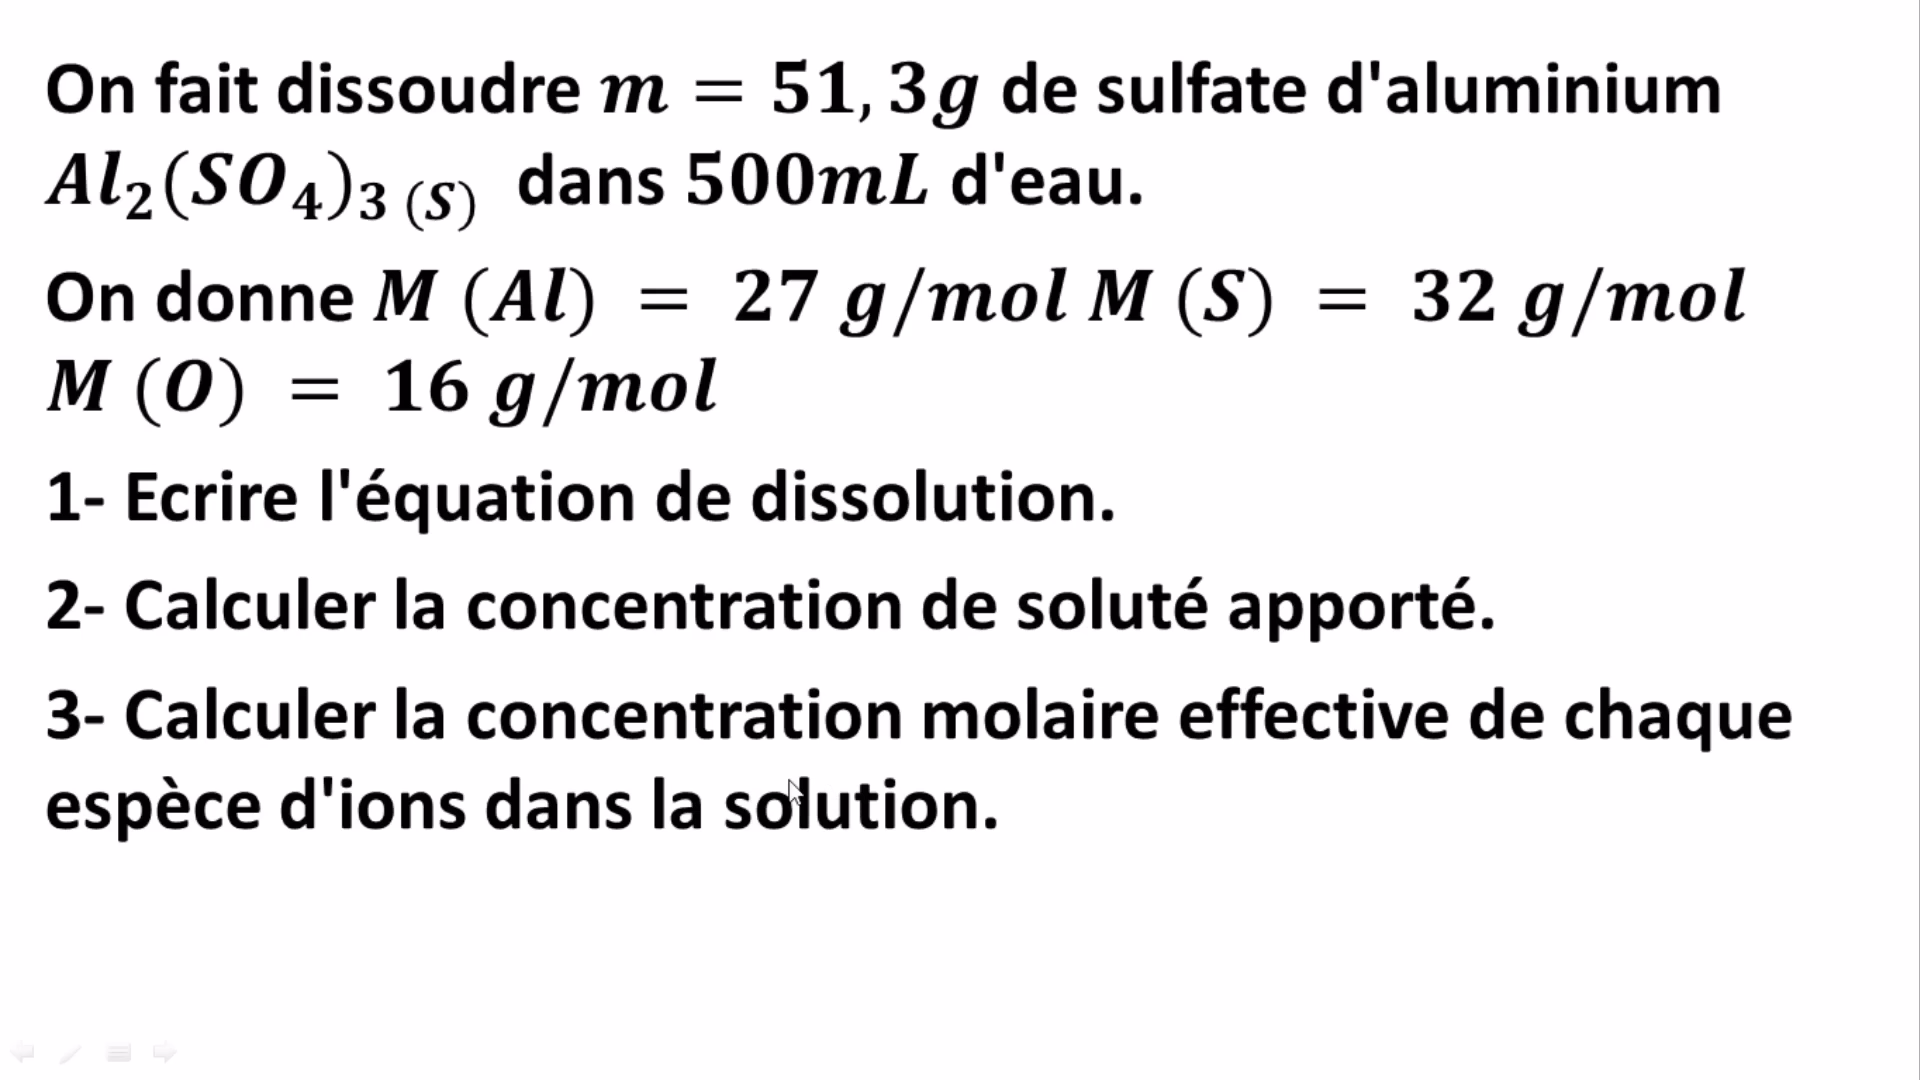 On fait dissoudre m = 51,3g de sulfate d'aluminium
Al₂(SO₄)₃ (S) dans 500mL d'eau.
On donne M (Al) = 27 g/mol M (S) = 32 g/mol
M (O) = 16 g/mol
1- Ecrire l'équation de dissolution.
2- Calculer la concentration de soluté apporté.
3- Calculer la concentration molaire effective de chaque
espèce d'ions dans la solution.